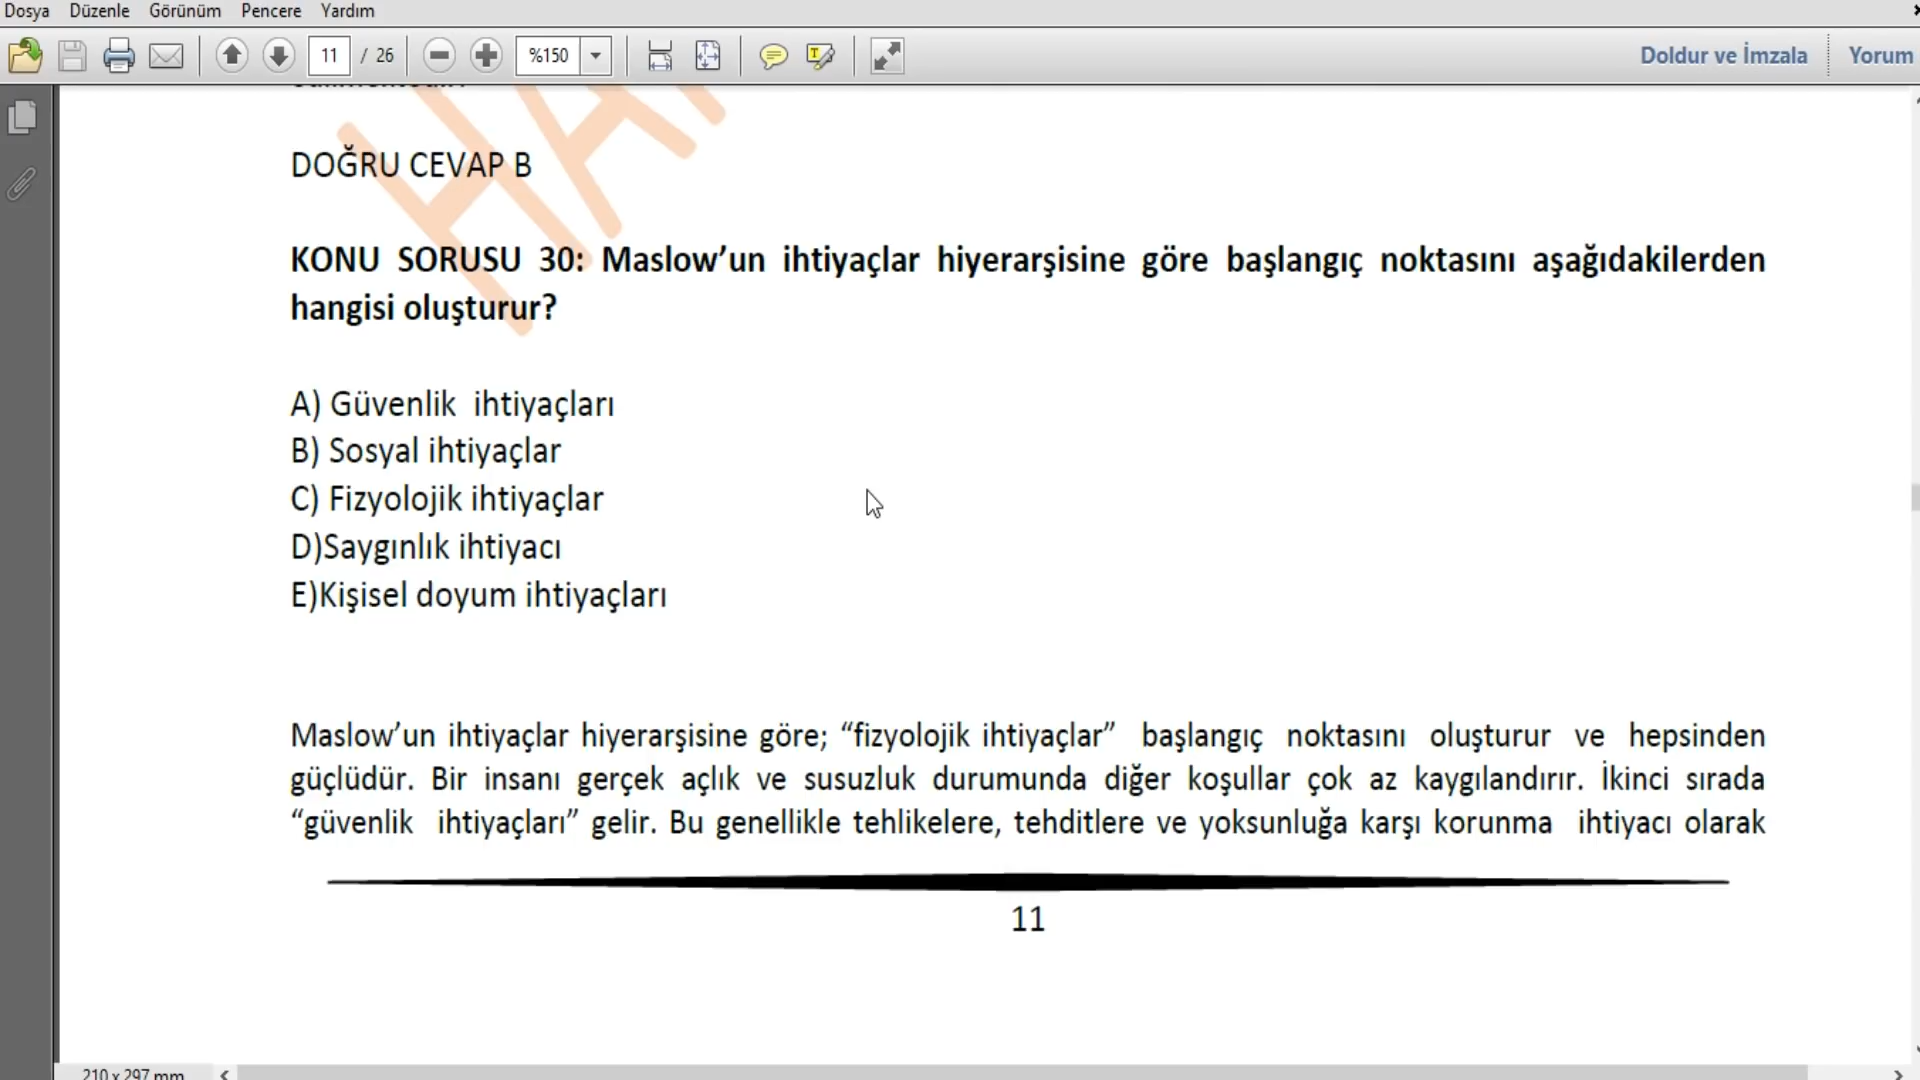 Dosya Düzenle Görünüm Pencere Yardım
11 / 26 %150 Doldur ve İmzala Yorum
DOĞRU CEVAP B
KONU SORUSU 30: Maslow’un ihtiyaçlar hiyerarşisine göre başlangıç noktasını aşağıdakilerden
hangisi oluşturur?
A) Güvenlik ihtiyaçları
B) Sosyal ihtiyaçlar
C) Fizyolojik ihtiyaçlar
D)Saygınlık ihtiyacı
E)Kişisel doyum ihtiyaçları
Maslow’un ihtiyaçlar hiyerarşisine göre; “fizyolojik ihtiyaçlar” başlangıç noktasını oluşturur ve hepsinden
güçlüdür. Bir insanı gerçek açlık ve susuzluk durumunda diğer koşullar çok az kaygılandırır. İkinci sırada
“güvenlik ihtiyaçları” gelir. Bu genellikle tehlikelere, tehditlere ve yoksunluğa karşı korunma ihtiyacı olarak
11
210 x 297 mm